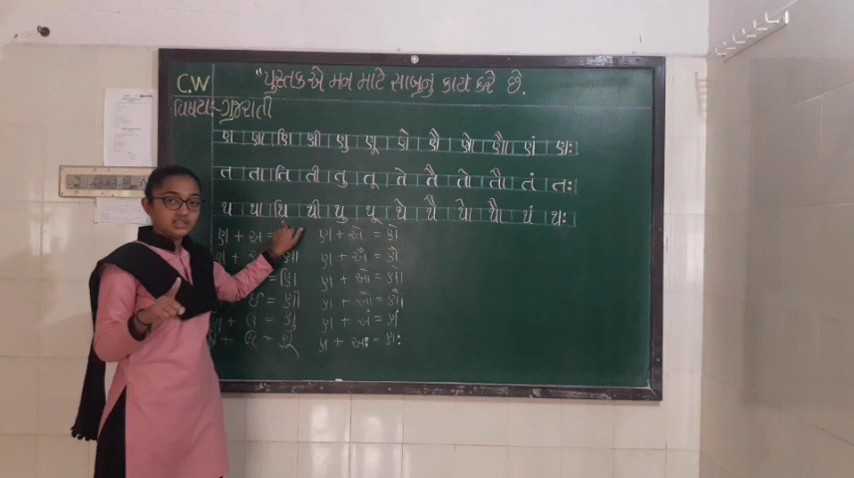 C.W
"પુસ્તક એ મન માટે સાબુનું કાર્ય કરે છે.
વિષય:- ગુજરાતી
ણ ણા ણિ ણી ણુ ણૂ ણે ણૈ ણો ણૌ ણં ણઃ
ત તા તિ તી તુ તૂ તે તૈ તો તૌ તં તઃ
થ થા થિ થી થુ થૂ થે થૈ થો થૌ થં થઃ
ણ + અ = ણ + એ = ણે
ણ + ણા ણ + ઐ = ણૈ
= ણિ ણ + ઓ = ણો
ઈ = ણી ણ + ઔ = ણૌ
ણ + ઉ = ણુ ણ + અં = ણં
+ ઊ = ણૂ ણ + અઃ = ણઃ